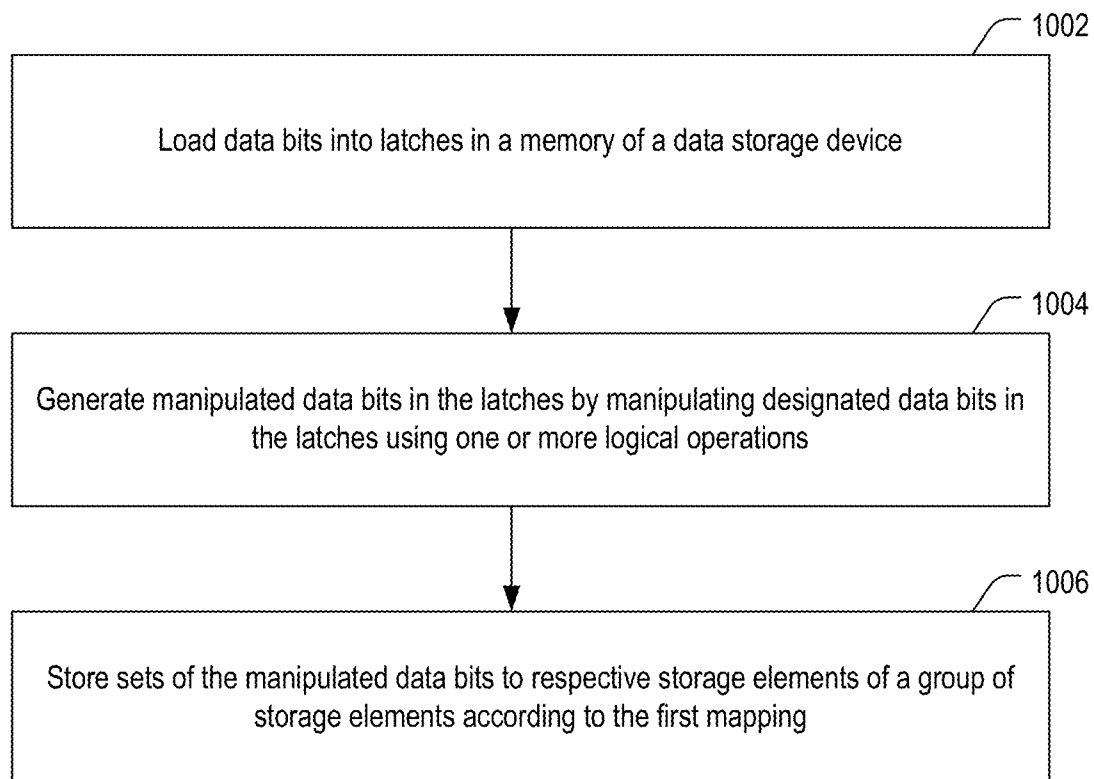 1002
Load data bits into latches in a memory of a data storage device
1004
Generate manipulated data bits in the latches by manipulating designated data bits in
the latches using one or more logical operations
1006
Store sets of the manipulated data bits to respective storage elements of a group of
storage elements according to the first mapping